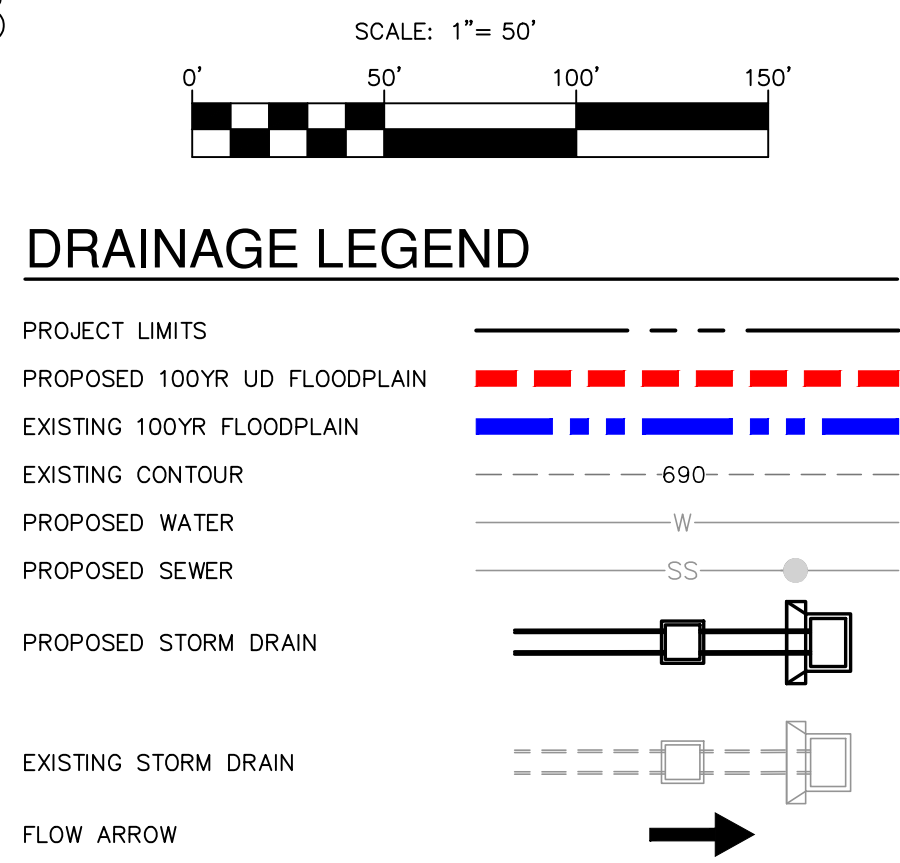 SCALE: 1"= 50'
0' 50' 100' 150'
DRAINAGE LEGEND
PROJECT LIMITS
PROPOSED 100YR UD FLOODPLAIN
EXISTING 100YR FLOODPLAIN
EXISTING CONTOUR 690
PROPOSED WATER W
PROPOSED SEWER SS
PROPOSED STORM DRAIN
EXISTING STORM DRAIN
FLOW ARROW